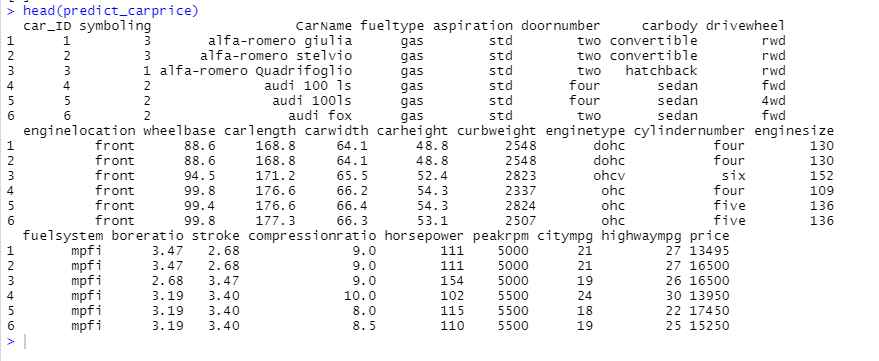 > head(predict_carprice)
car_ID symboling CarName fueltype aspiration doornumber carbody drivewheel
1 1 3 alfa-romero giulia gas std two convertible rwd
2 2 3 alfa-romero stelvio gas std two convertible rwd
3 3 1 alfa-romero Quadrifoglio gas std two hatchback rwd
4 4 2 audi 100 ls gas std four sedan fwd
5 5 2 audi 100ls gas std four sedan 4wd
6 6 2 audi fox gas std two sedan fwd
enginelocation wheelbase carlength carwidth carheight curbweight enginetype cylindernumber enginesize
1 front 88.6 168.8 64.1 48.8 2548 dohc four 130
2 front 88.6 168.8 64.1 48.8 2548 dohc four 130
3 front 94.5 171.2 65.5 52.4 2823 ohcv six 152
4 front 99.8 176.6 66.2 54.3 2337 ohc four 109
5 front 99.4 176.6 66.4 54.3 2824 ohc five 136
6 front 99.8 177.3 66.3 53.1 2507 ohc five 136
fuelsystem boreratio stroke compressionratio horsepower peakrpm citympg highwaympg price
1 mpfi 3.47 2.68 9.0 111 5000 21 27 13495
2 mpfi 3.47 2.68 9.0 111 5000 21 27 16500
3 mpfi 2.68 3.47 9.0 154 5000 19 26 16500
4 mpfi 3.19 3.40 10.0 102 5500 24 30 13950
5 mpfi 3.19 3.40 8.0 115 5500 18 22 17450
6 mpfi 3.19 3.40 8.5 110 5500 19 25 15250
>